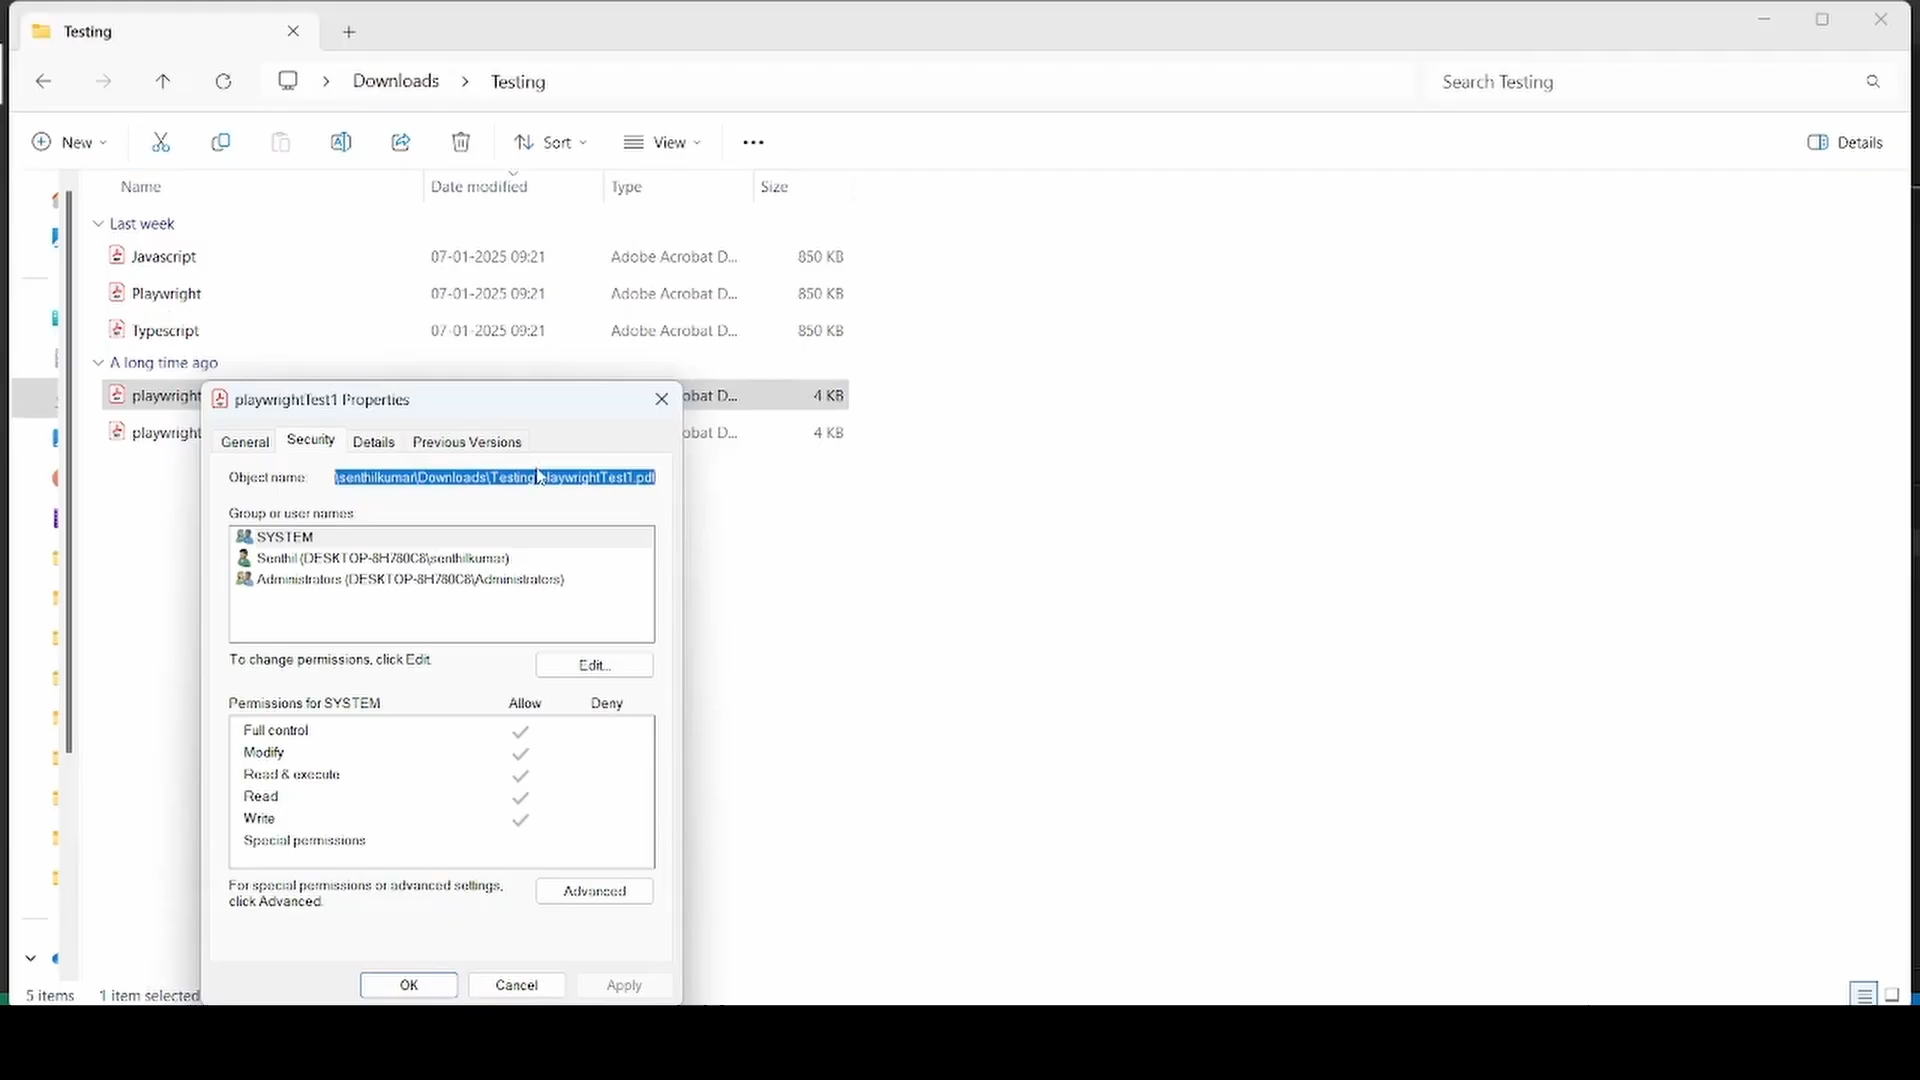 Testing
Downloads Testing
Search Testing
New
Sort
View
Details
Name Date modified Type Size
Last week
Javascript 07-01-2025 09:21 Adobe Acrobat D... 850 KB
Playwright 07-01-2025 09:21 Adobe Acrobat D... 850 KB
Typescript 07-01-2025 09:21 Adobe Acrobat D... 850 KB
A long time ago
playwright obat D... 4 KB
playwright obat D... 4 KB
playwrightTest1 Properties
General Security Details Previous Versions
Object name: \senthilkumar\Downloads\Testing\playwrightTest1.pdf
Group or user names:
SYSTEM
Senthil (DESKTOP-8H780C8\senthilkumar)
Administrators (DESKTOP-8H780C8\Administrators)
To change permissions, click Edit.
Edit...
Permissions for SYSTEM Allow Deny
Full control
Modify
Read & execute
Read
Write
Special permissions
For special permissions or advanced settings,
click Advanced.
Advanced
OK Cancel Apply
5 items 1 item selected